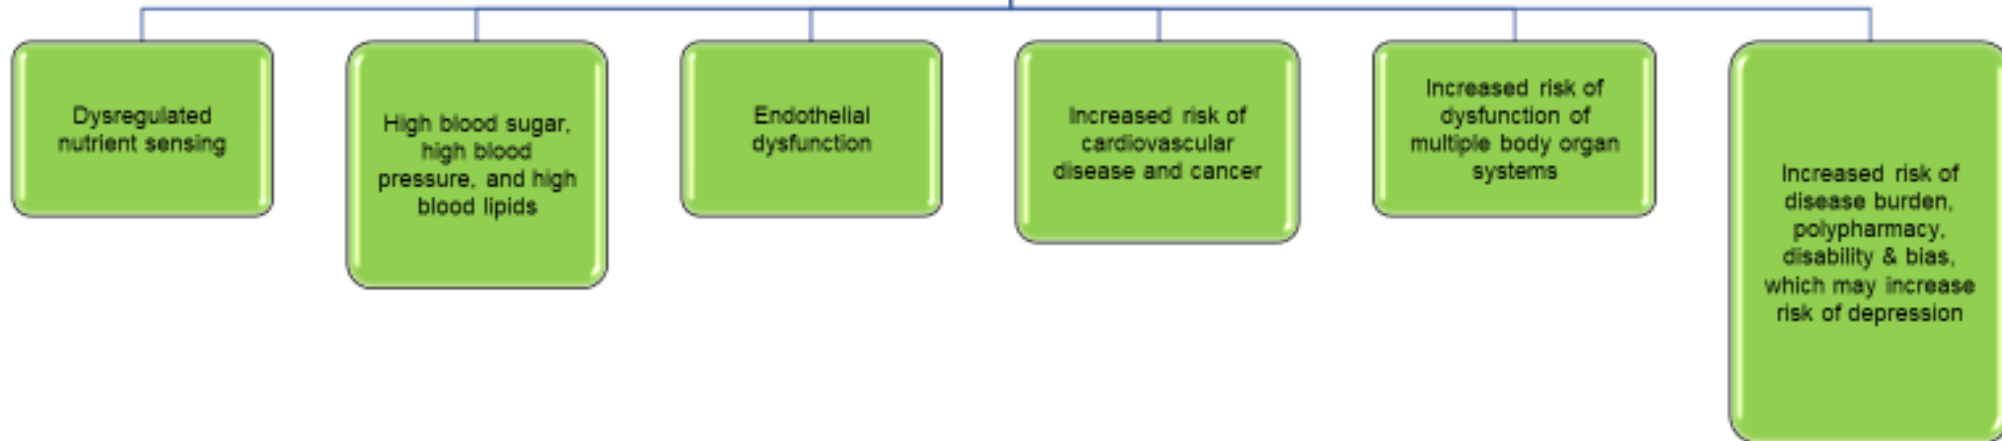 Dysregulated
nutrient sensing
High blood sugar,
high blood
pressure, and high
blood lipids
Endothelial
dysfunction
Increased risk of
cardiovascular
disease and cancer
Increased risk of
dysfunction of
multiple body organ
systems
Increased risk of
disease burden,
polypharmacy,
disability & bias,
which may increase
risk of depression